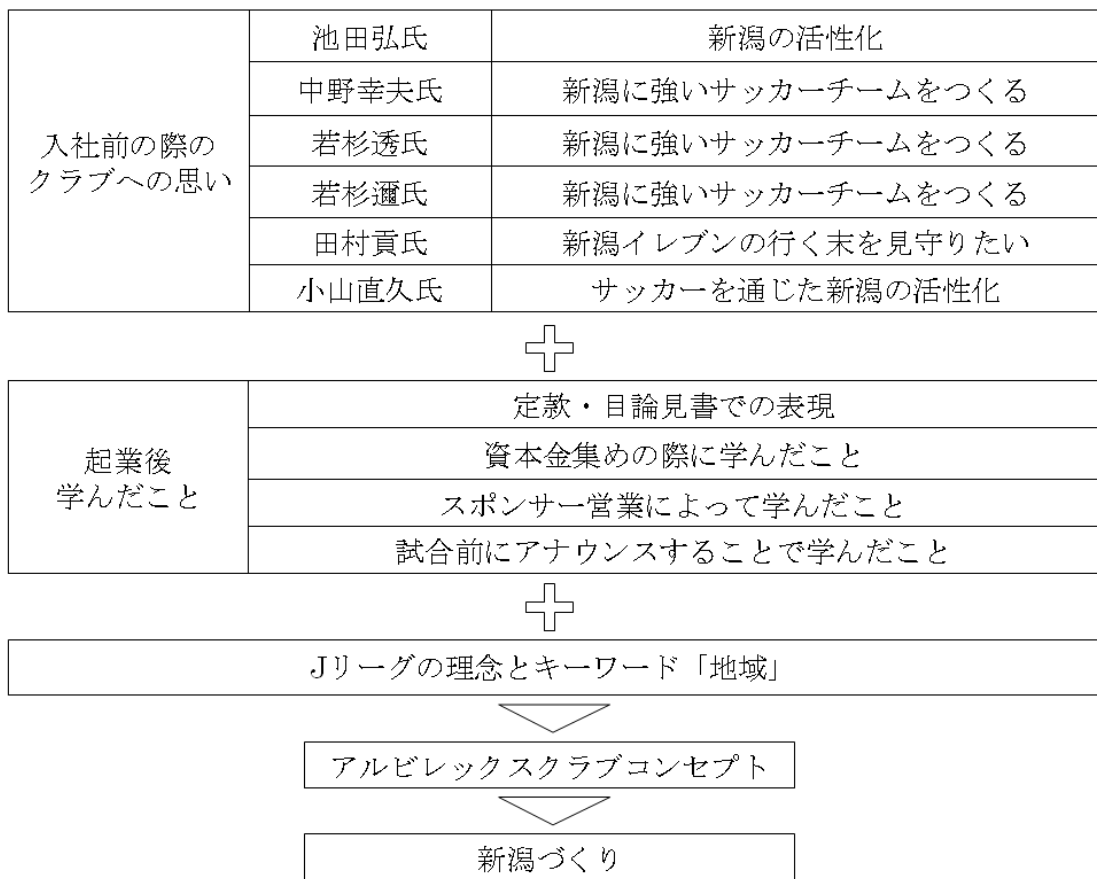 入社前の際の
クラブへの思い
池田弘氏
新潟の活性化
中野幸夫氏
新潟に強いサッカーチームをつくる
若杉透氏
新潟に強いサッカーチームをつくる
若杉邇氏
新潟に強いサッカーチームをつくる
田村貢氏
新潟イレブンの行く末を見守りたい
小山直久氏
サッカーを通じた新潟の活性化
起業後
学んだこと
定款・目論見書での表現
資本金集めの際に学んだこと
スポンサー営業によって学んだこと
試合前にアナウンスすることで学んだこと
Jリーグの理念とキーワード「地域」
アルビレックスクラブコンセプト
新潟づくり